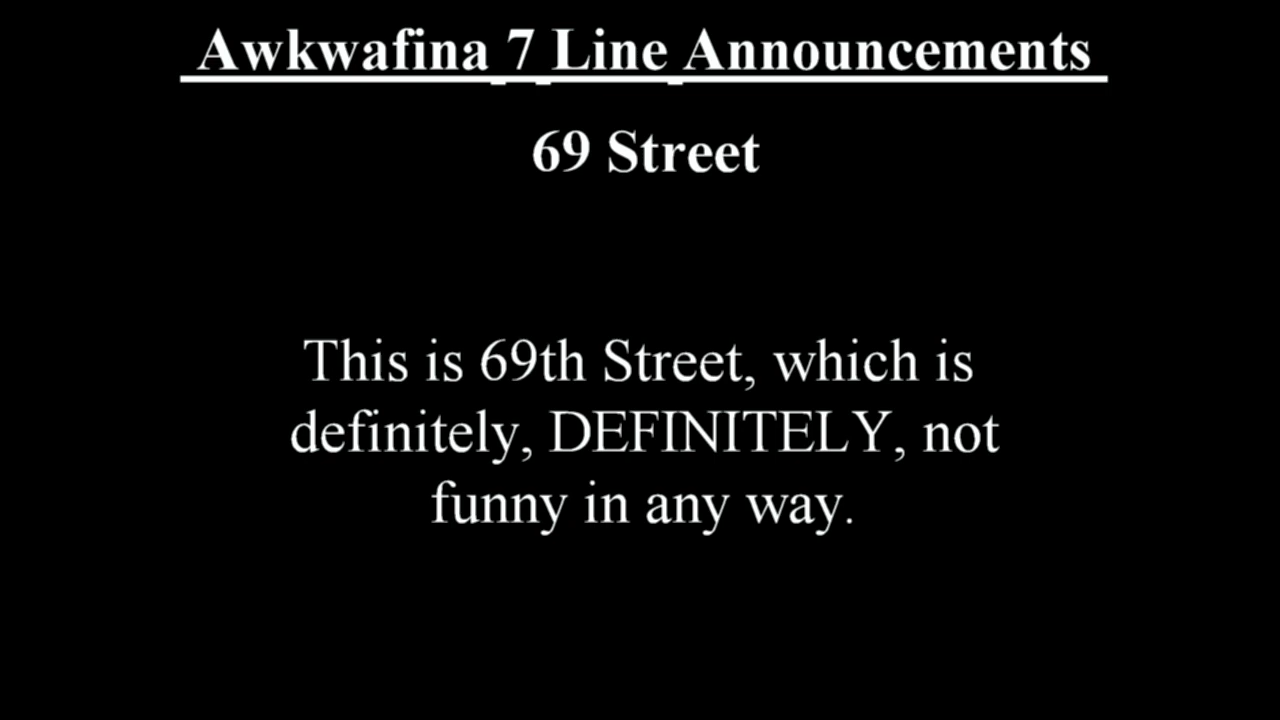 Awkwafina 7 Line Announcements
69 Street
This is 69th Street, which is
definitely, DEFINITELY, not
funny in any way.